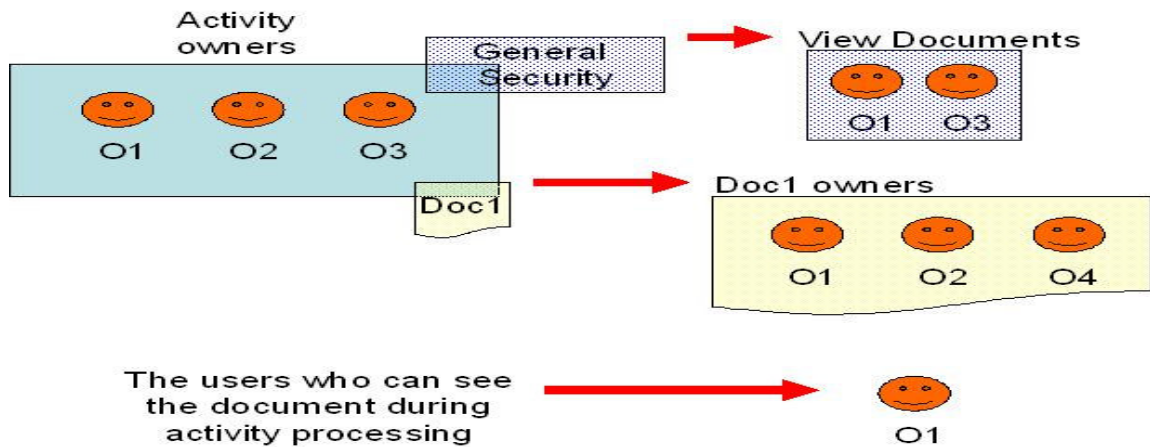 Activity
owners
General
Security
View Documents
O1 O2 O3
O1 O3
Doc1
Doc1 owners
O1 O2 O4
The users who can see
the document during
activity processing
O1